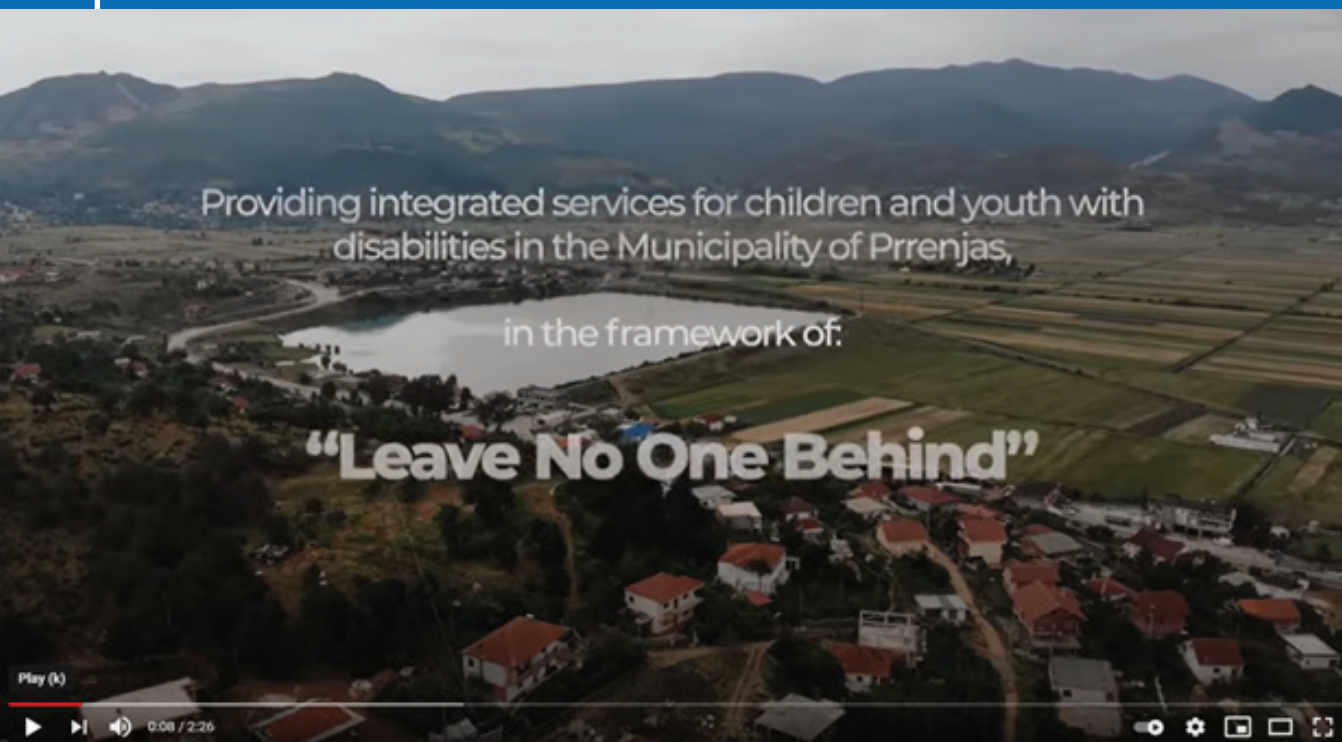 Providing integrated services for children and youth with
disabilities in the Municipality of Prrenjas,
in the framework of:
“Leave No One Behind”
Play (k)
0:08 / 2:26